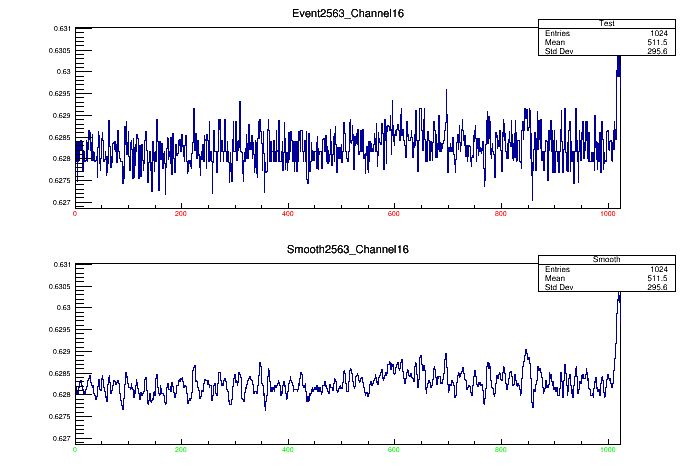 Event2563_Channel16
Test
Entries 1024
Mean 511.5
Std Dev 295.6
0.631
0.6305
0.63
0.6295
0.629
0.6285
0.628
0.6275
0.627
0 200 400 600 800 1000
Smooth2563_Channel16
Smooth
Entries 1024
Mean 511.5
Std Dev 295.6
0.631
0.6305
0.63
0.6295
0.629
0.6285
0.628
0.6275
0.627
0 200 400 600 800 1000